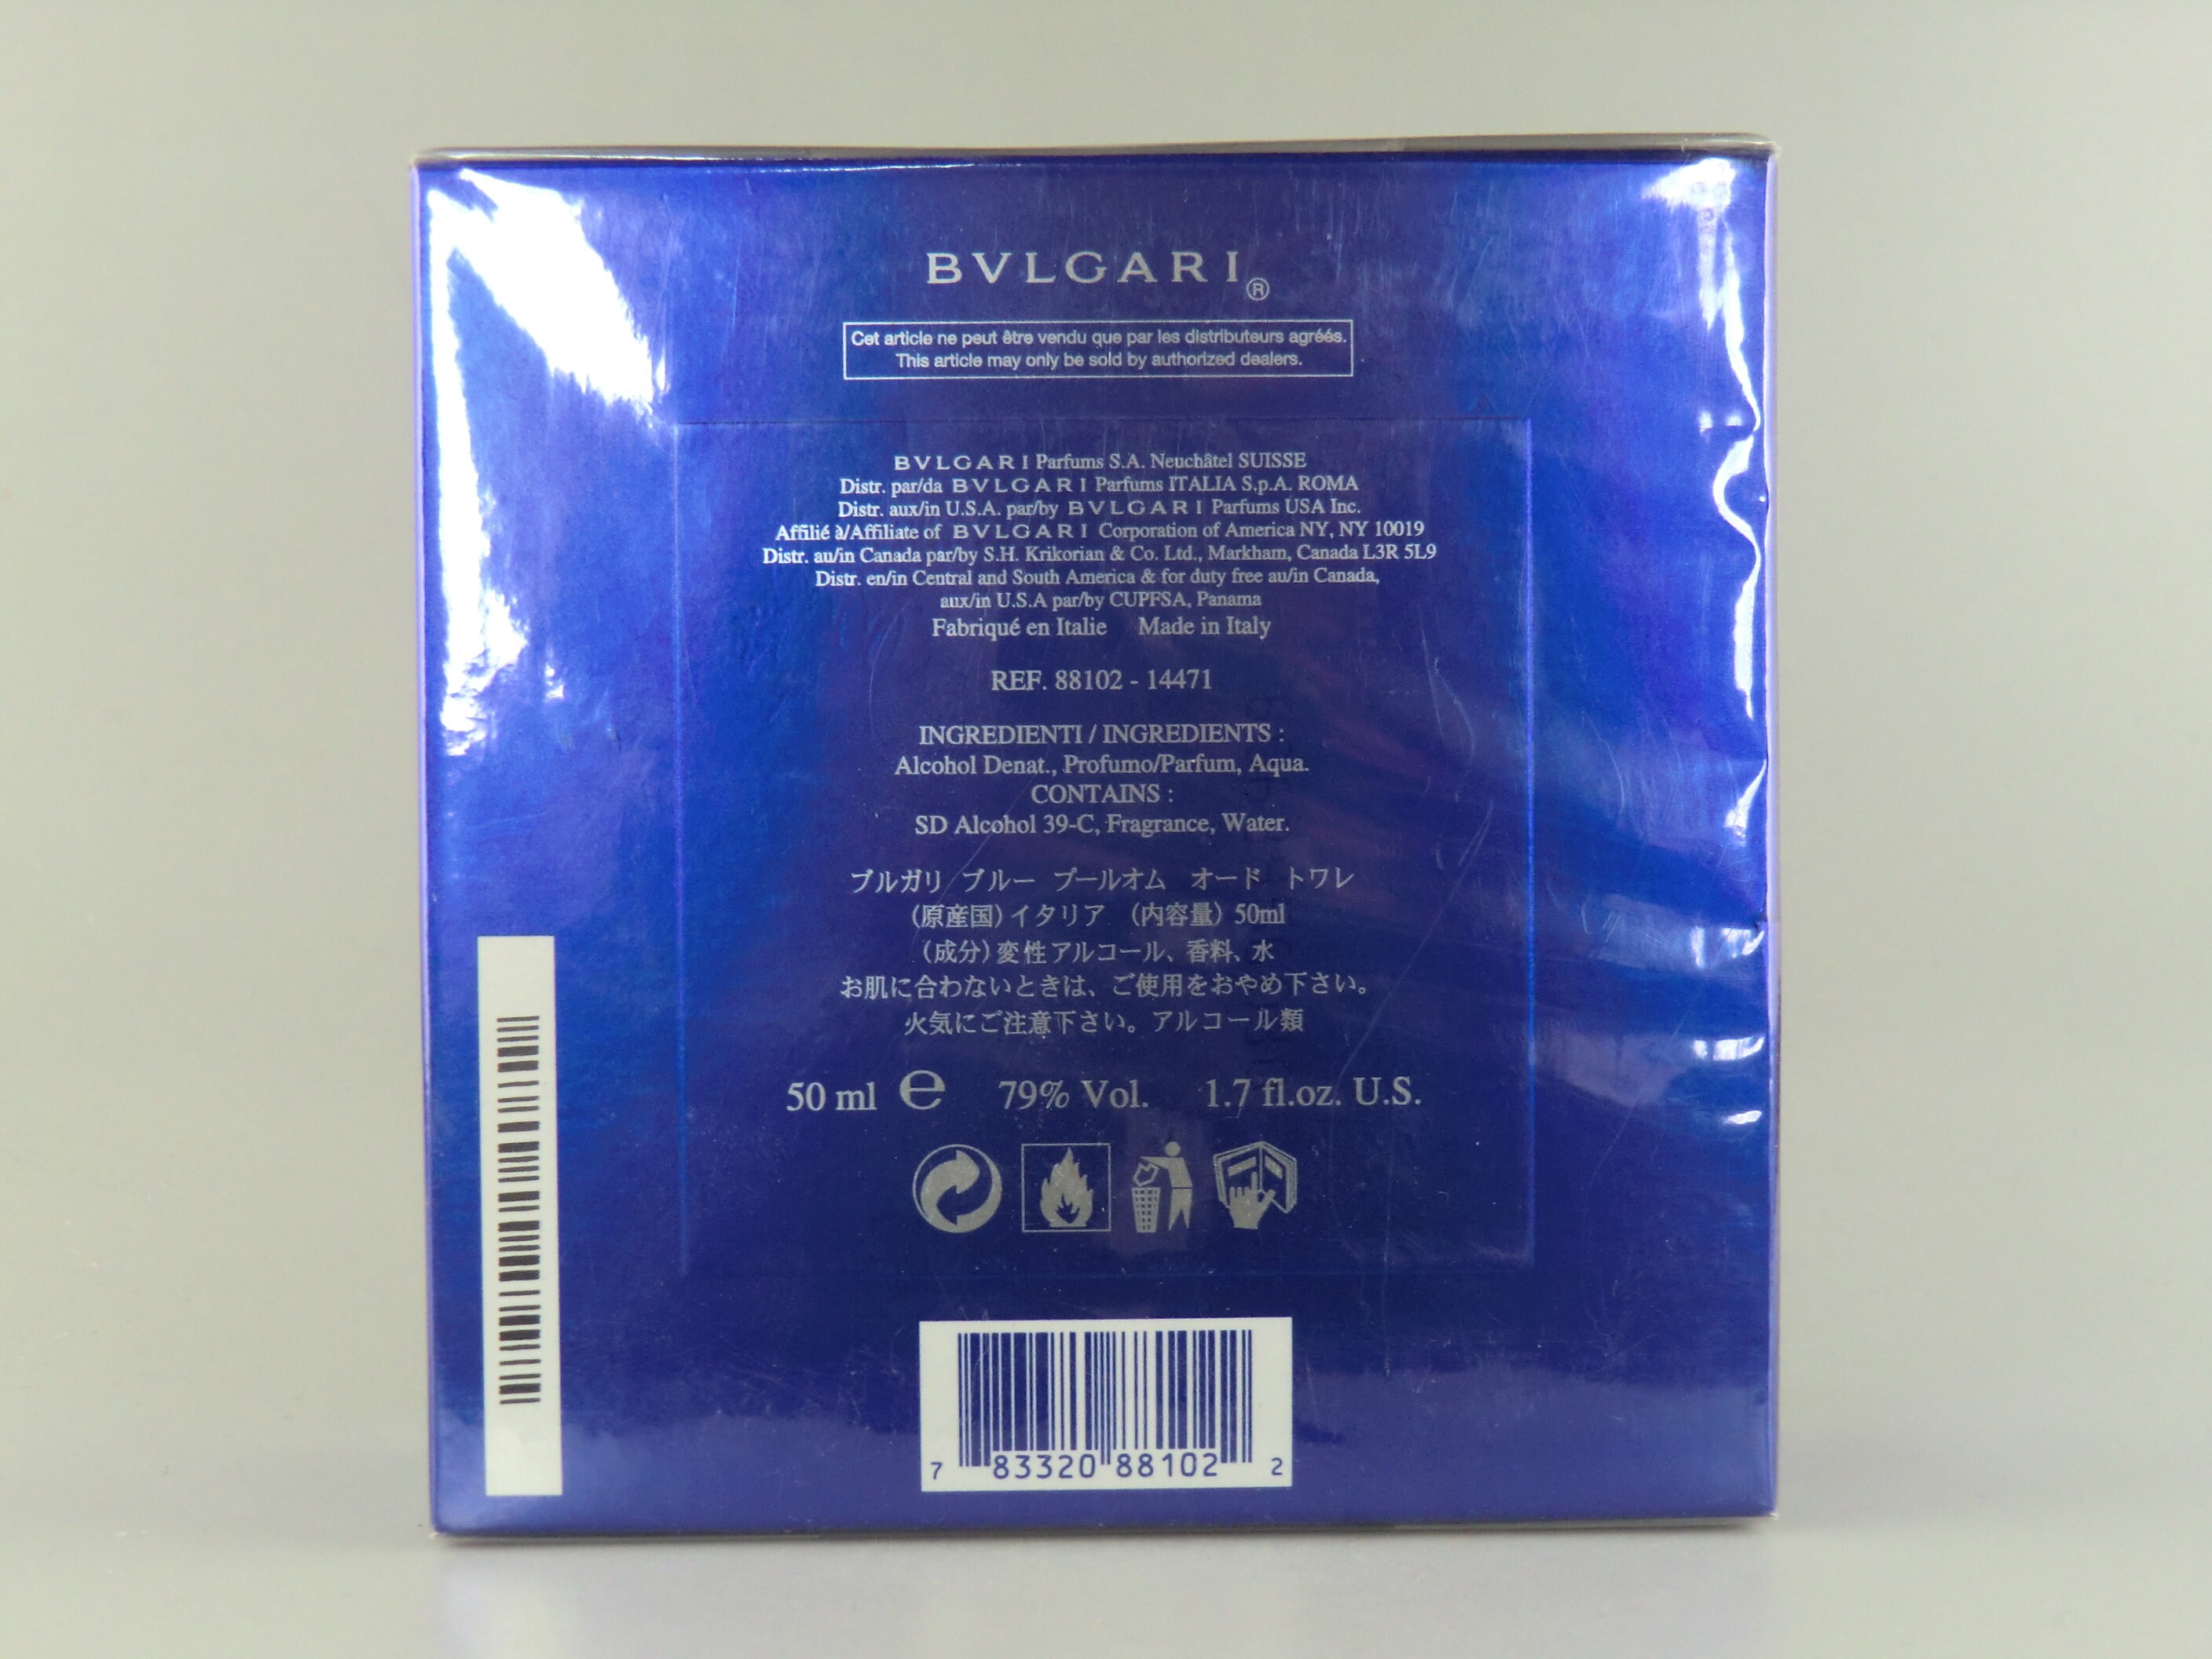 BVLGARI®
Cet article ne peut être vendu que par les distributeurs agréés.
This article may only be sold by authorized dealers.
BVLGARI Parfums S.A. Neuchâtel SUISSE
Distr. par/da BVLGARI Parfums ITALIA S.p.A. ROMA
Distr. aux/in U.S.A. par/by BVLGARI Parfums USA Inc.
Affilié à/Affiliate of BVLGARI Corporation of America NY, NY 10019
Distr. au/in Canada par/by S.H. Krikorian & Co. Ltd., Markham, Canada L3R 5L9
Distr. en/in Central and South America & for duty free au/in Canada,
aux/in U.S.A par/by CUPFSA, Panama
Fabriqué en Italie Made in Italy
REF. 88102 - 14471
INGREDIENTI / INGREDIENTS :
Alcohol Denat., Profumo/Parfum, Aqua.
CONTAINS :
SD Alcohol 39-C, Fragrance, Water.
ブルガリ ブルー プールオム オード トワレ
(原産国)イタリア (内容量) 50ml
(成分)変性アルコール、香料、水
お肌に合わないときは、ご使用をおやめ下さい。
火気にご注意下さい。アルコール類
50 ml e 79% Vol. 1.7 fl.oz. U.S.
7 83320 88102 2